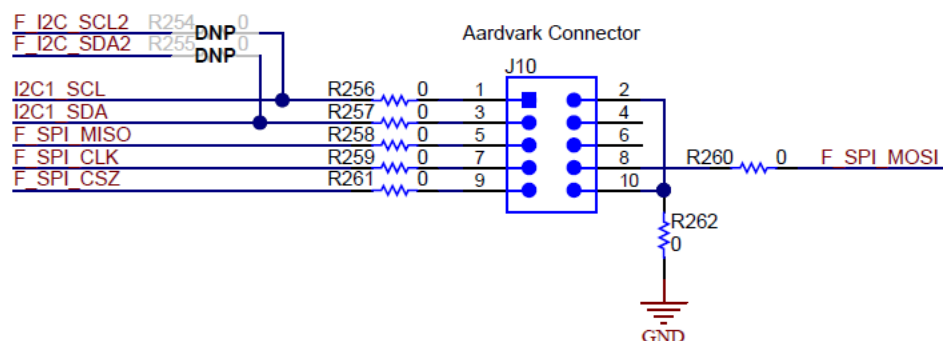 F_I2C_SCL2 R254 DNP 0
F_I2C_SDA2 R255 DNP 0
Aardvark Connector
J10
I2C1_SCL R256 0 1 2
I2C1_SDA R257 0 3 4
F_SPI_MISO R258 0 5 6
F_SPI_CLK R259 0 7 8 R260 0 F_SPI_MOSI
F_SPI_CSZ R261 0 9 10
R262
0
GND